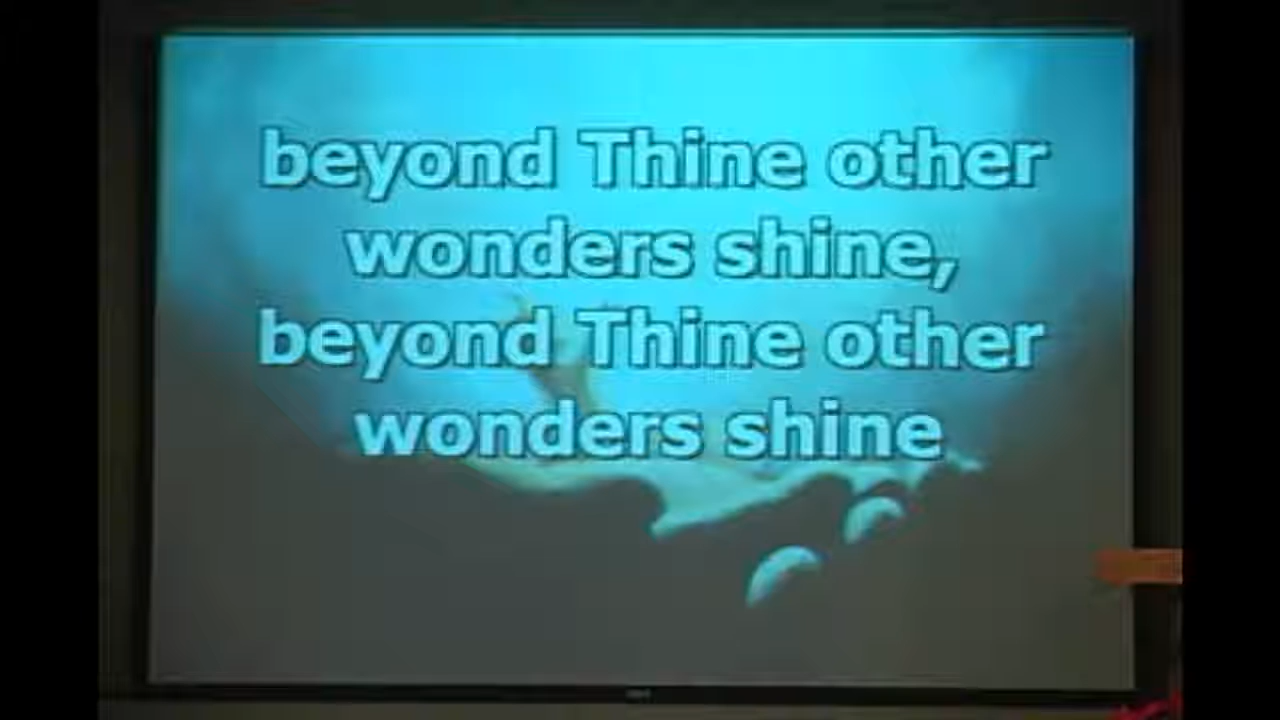 beyond Thine other
wonders shine,
beyond Thine other
wonders shine